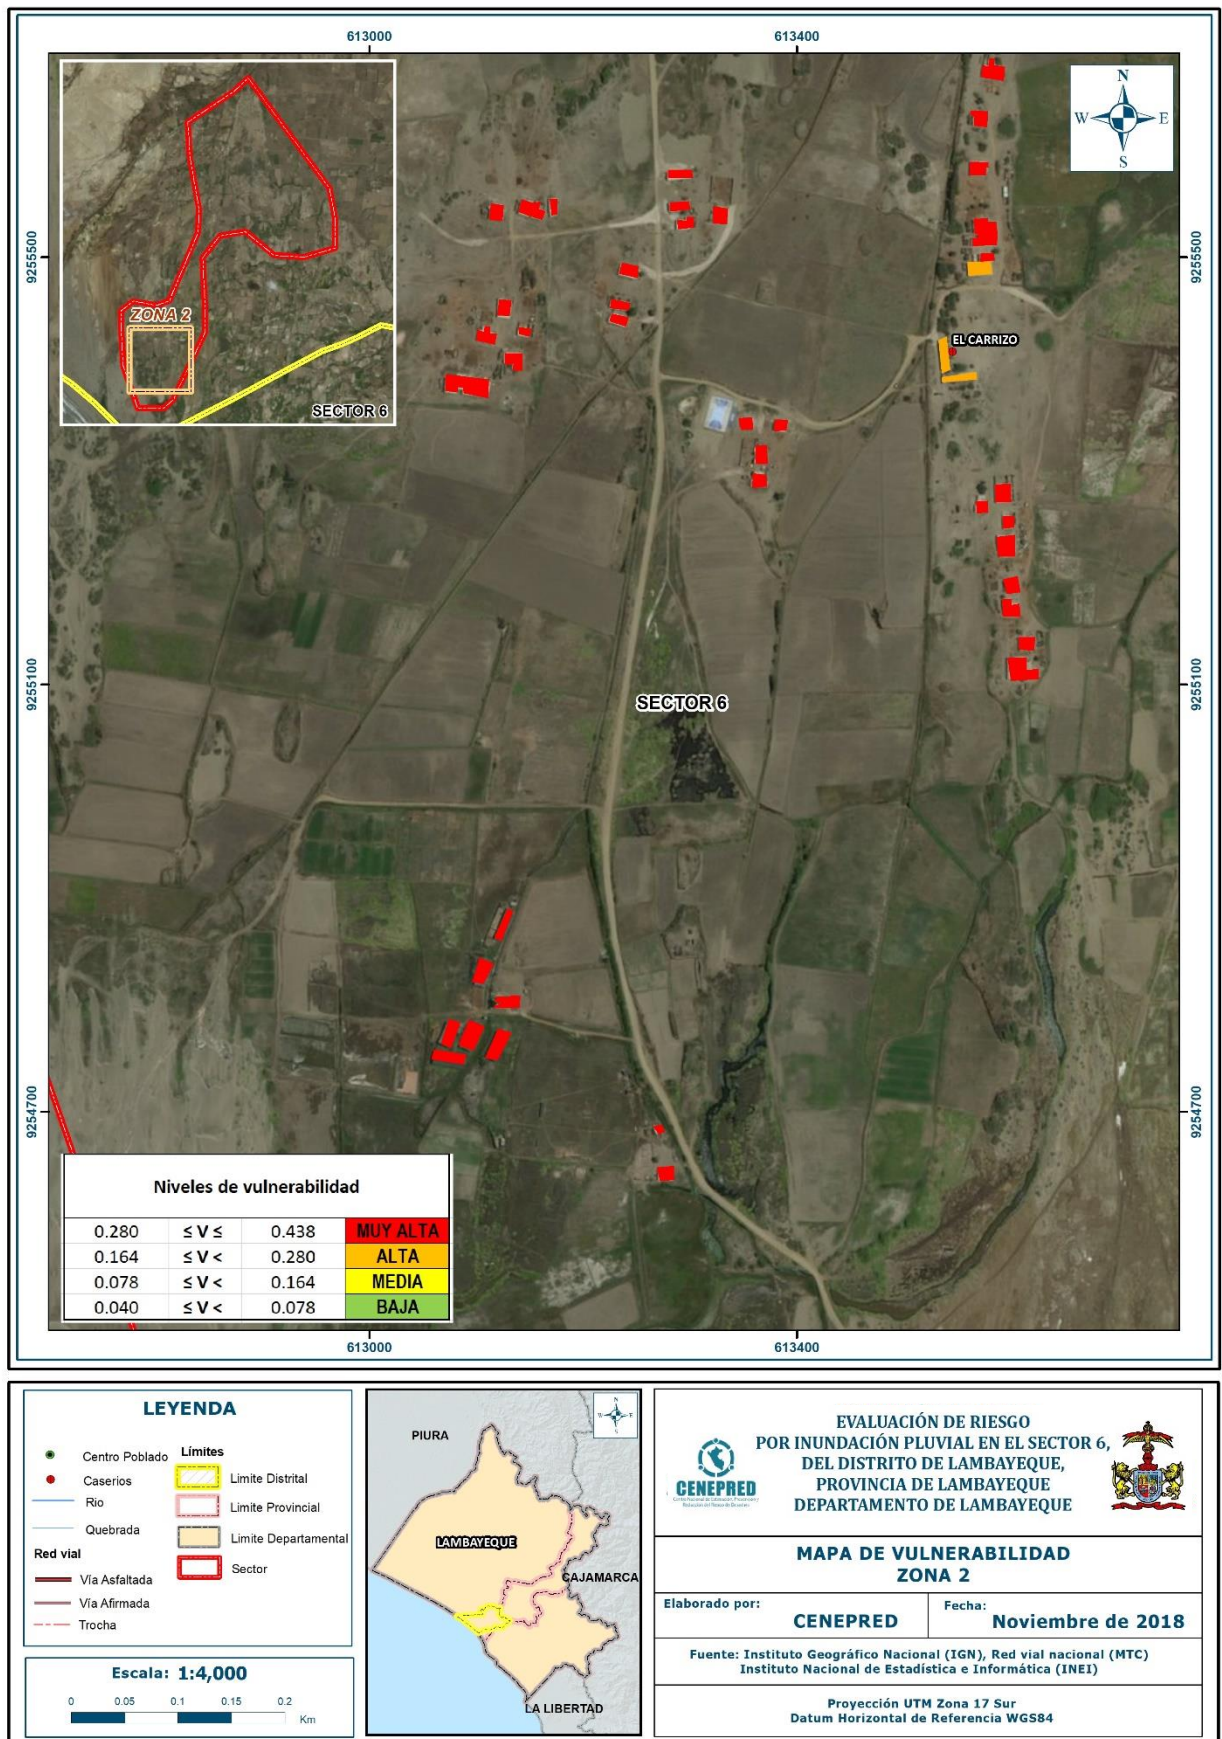 613000
613400
N
W
E
S
9255500
9255500
ZONA 2
SECTOR 6
EL CARRIZO
9255100
9255100
SECTOR 6
9254700
9254700
Niveles de vulnerabilidad
0.280 ≤ V ≤ 0.438 MUY ALTA
0.164 ≤ V < 0.280 ALTA
0.078 ≤ V < 0.164 MEDIA
0.040 ≤ V < 0.078 BAJA
613000
613400
LEYENDA
Centro Poblado
Caserios
Rio
Quebrada
Red vial
Vía Asfaltada
Vía Afirmada
Trocha
Límites
Limite Distrital
Limite Provincial
Limite Departamental
Sector
Escala: 1:4,000
0 0.05 0.1 0.15 0.2
Km
PIURA
LAMBAYEQUE
CAJAMARCA
LA LIBERTAD
CENEPRED
EVALUACIÓN DE RIESGO
POR INUNDACIÓN PLUVIAL EN EL SECTOR 6,
DEL DISTRITO DE LAMBAYEQUE,
PROVINCIA DE LAMBAYEQUE
DEPARTAMENTO DE LAMBAYEQUE
MAPA DE VULNERABILIDAD
ZONA 2
Elaborado por:
CENEPRED
Fecha:
Noviembre de 2018
Fuente: Instituto Geográfico Nacional (IGN), Red vial nacional (MTC)
Instituto Nacional de Estadística e Informática (INEI)
Proyección UTM Zona 17 Sur
Datum Horizontal de Referencia WGS84